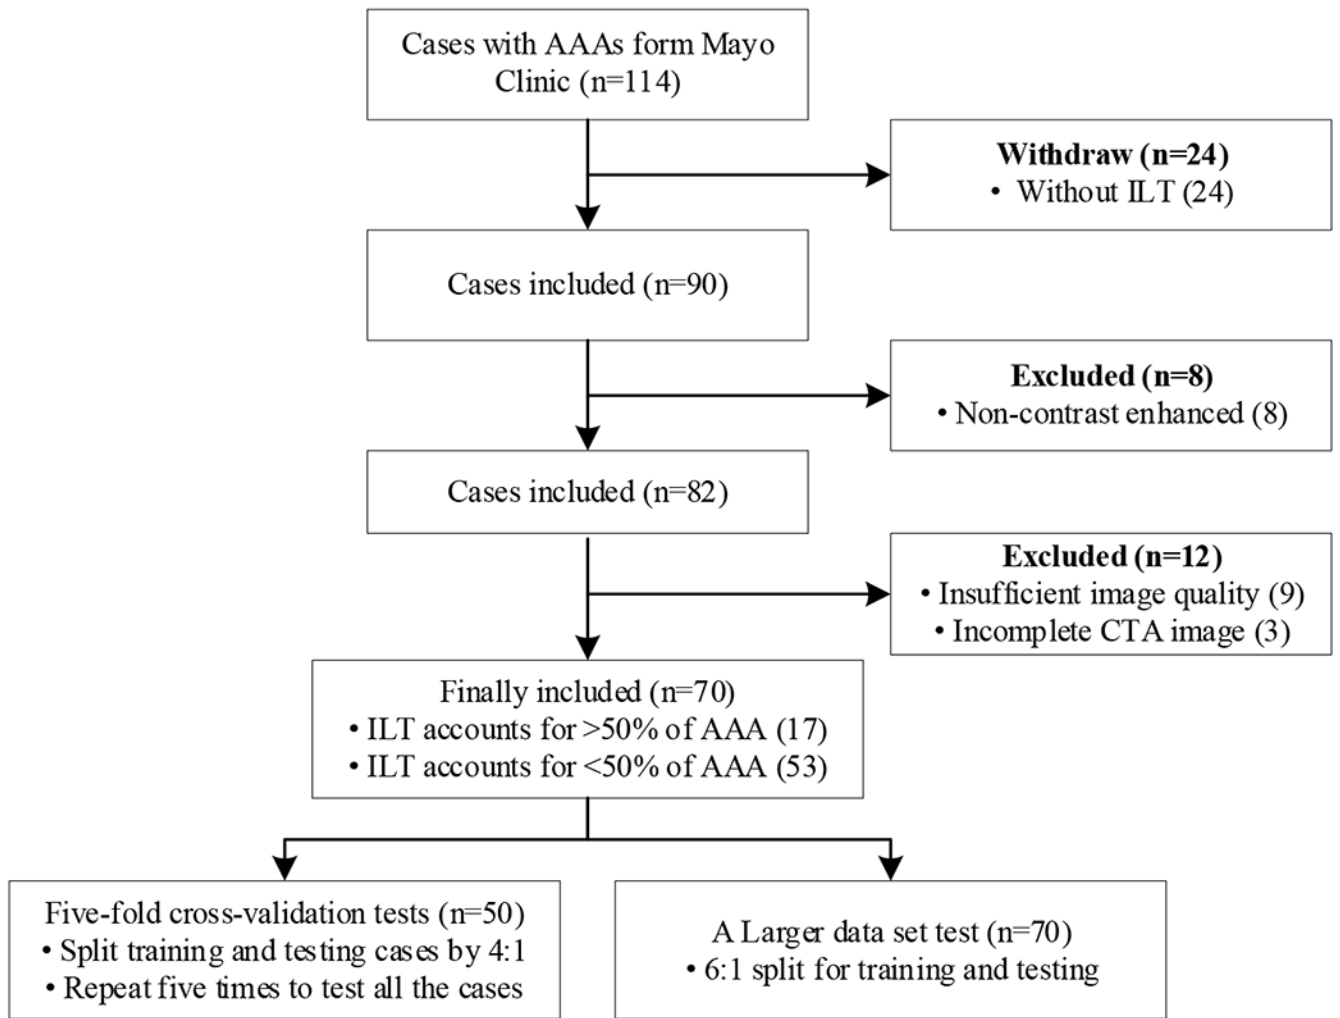 Cases with AAAs form Mayo
Clinic (n=114)
Withdraw (n=24)
• Without ILT (24)
Cases included (n=90)
Excluded (n=8)
• Non-contrast enhanced (8)
Cases included (n=82)
Excluded (n=12)
• Insufficient image quality (9)
• Incomplete CTA image (3)
Finally included (n=70)
• ILT accounts for >50% of AAA (17)
• ILT accounts for <50% of AAA (53)
Five-fold cross-validation tests (n=50)
• Split training and testing cases by 4:1
• Repeat five times to test all the cases
A Larger data set test (n=70)
• 6:1 split for training and testing